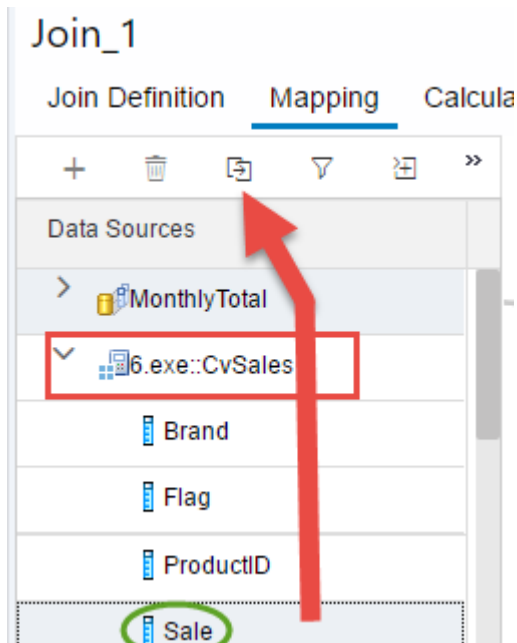 Join_1
Join Definition Mapping Calcula
Data Sources
MonthlyTotal
6.exe::CvSales
Brand
Flag
ProductID
Sale